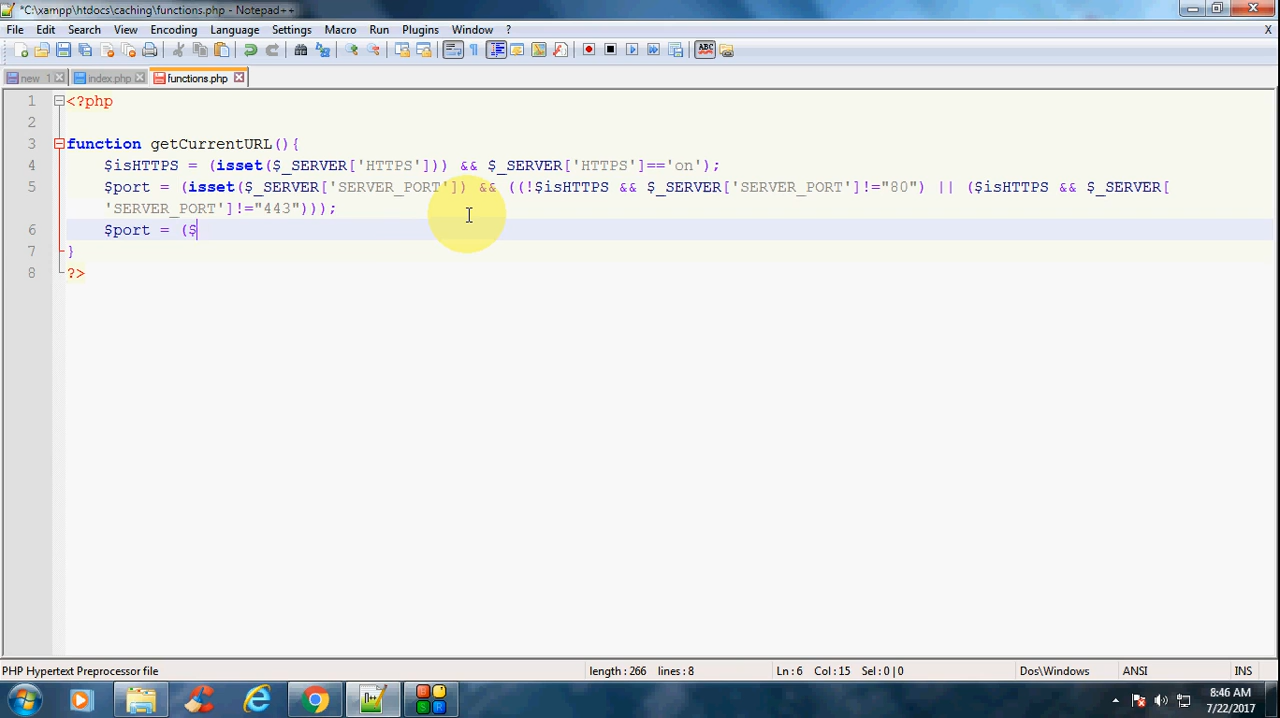 *C:\xampp\htdocs\caching\functions.php - Notepad++
File Edit Search View Encoding Language Settings Macro Run Plugins Window ? X
new 1 index.php functions.php
1 <?php
2
3 function getCurrentURL(){
4 $isHTTPS = (isset($_SERVER['HTTPS'])) && $_SERVER['HTTPS']=='on');
5 $port = (isset($_SERVER['SERVER_PORT']) && ((!$isHTTPS && $_SERVER['SERVER_PORT']!="80") || ($isHTTPS && $_SERVER[
'SERVER_PORT']!="443")));
6 $port = ($
7 }
8 ?>
PHP Hypertext Preprocessor file length : 266 lines : 8 Ln : 6 Col : 15 Sel : 0 | 0 Dos\Windows ANSI INS
8:46 AM
7/22/2017